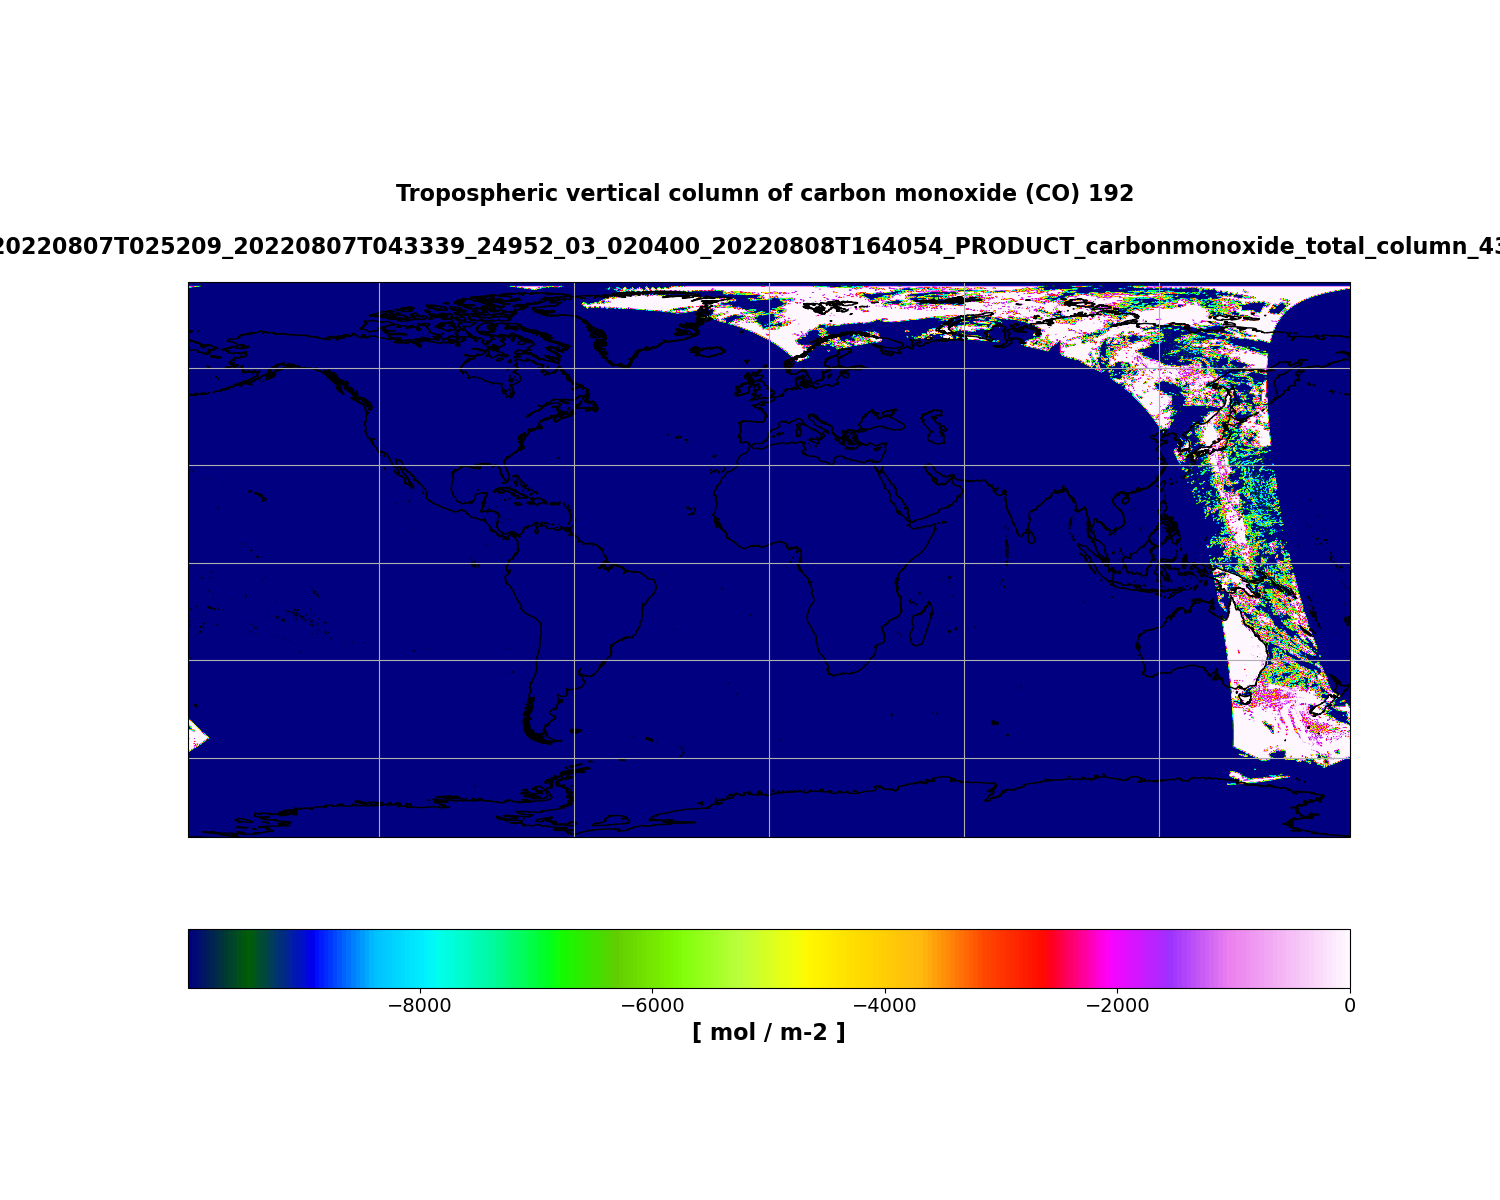 Tropospheric vertical column of carbon monoxide (CO) 192
20220807T025209_20220807T043339_24952_03_020400_20220808T164054_PRODUCT_carbonmonoxide_total_column_43
−8000 −6000 −4000 −2000 0
[ mol / m-2 ]